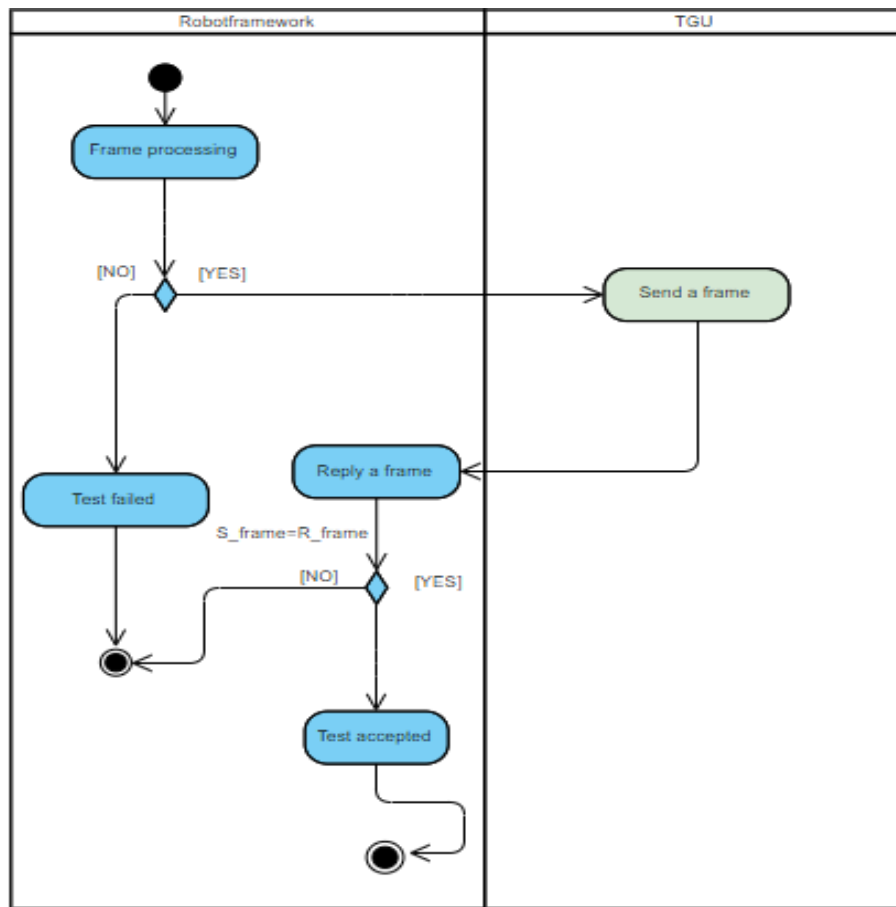 Robotframework
TGU
Frame processing
[NO]
[YES]
Send a frame
Reply a frame
Test failed
S_frame=R_frame
[NO]
[YES]
Test accepted